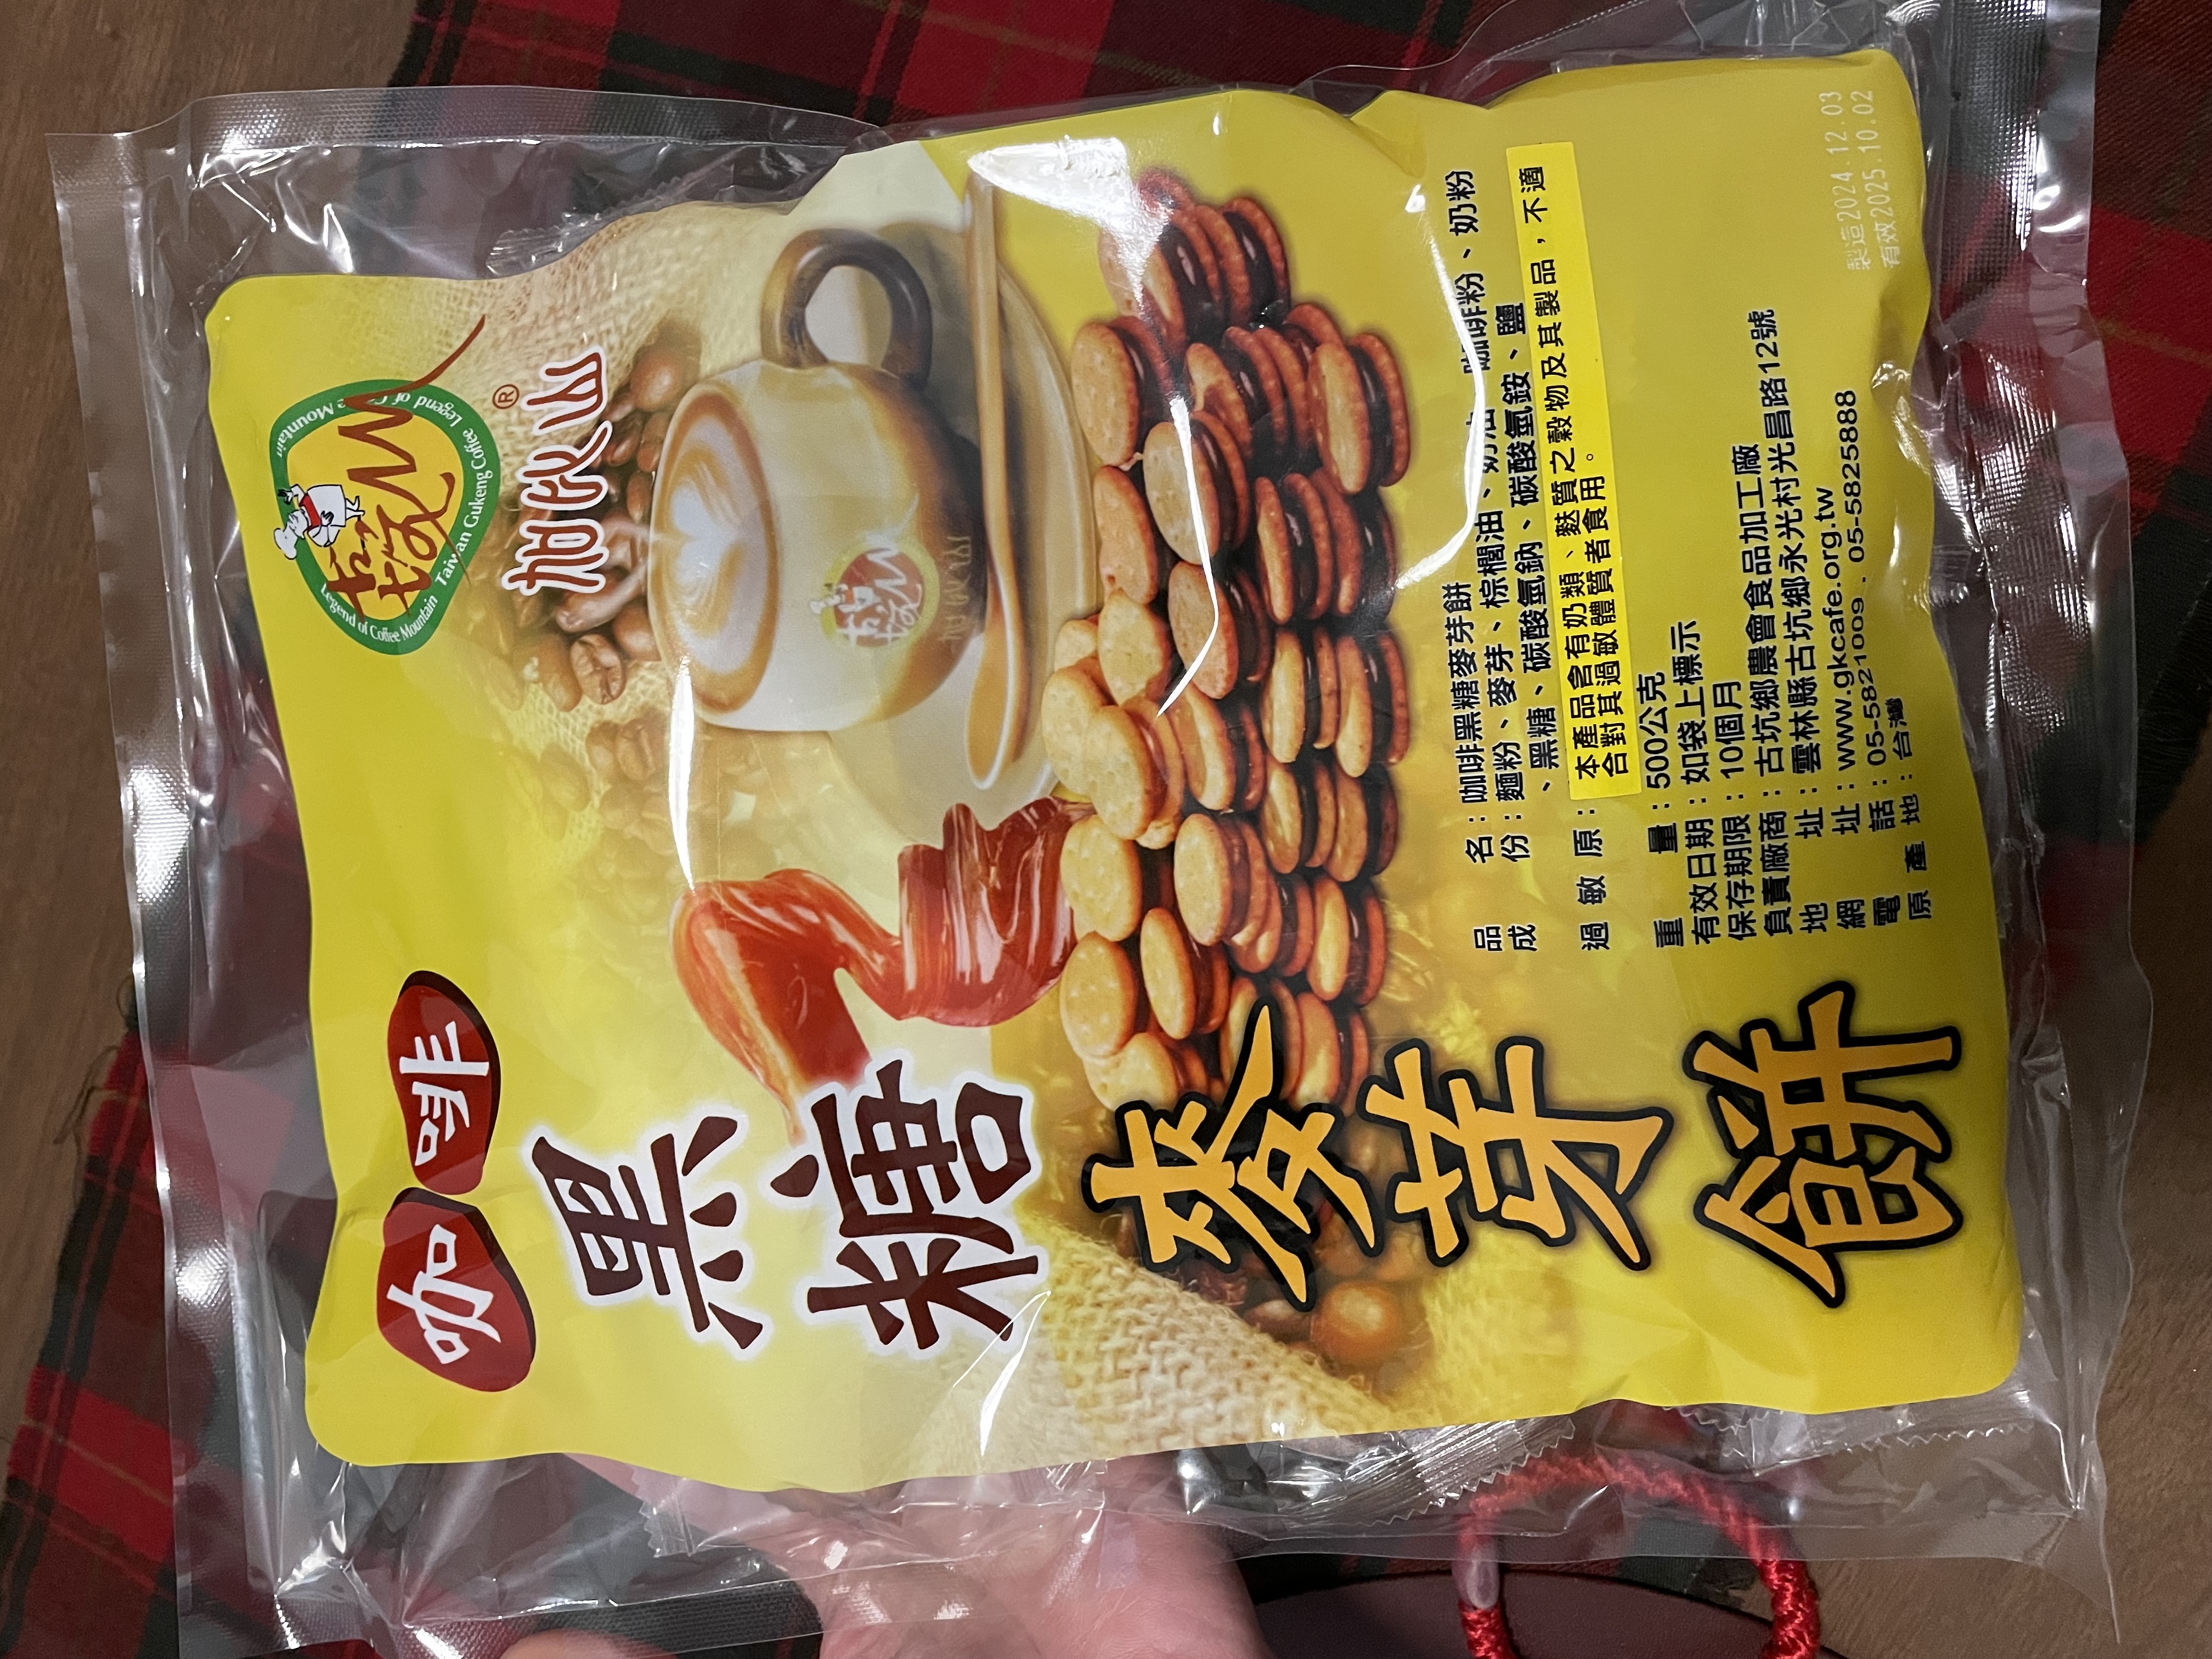 咖啡
黑糖
麥芽餅
Legend of Coffee Mountain Taiwan Gukeng Coffee Legend of
Mountain
加比山
®
品名：咖啡黑糖麥芽餅
成份：麵粉、麥芽、棕櫚油、奶油 咖啡粉、奶粉
、黑糖、碳酸氫鈉、碳酸氫銨、鹽
過敏原：本產品含有奶類、麩質之穀物及其製品，不適
合對其過敏體質者食用。
重量：500公克
有效日期：如袋上標示
保存期限：10個月
負責廠商：古坑鄉農會食品加工廠
地址：雲林縣古坑鄉永光村光昌路12號
網址：www.gkcafe.org.tw
電話：05-5821009．05-5825888
原產地：台灣
製造2024.12.03
有效2025.10.02